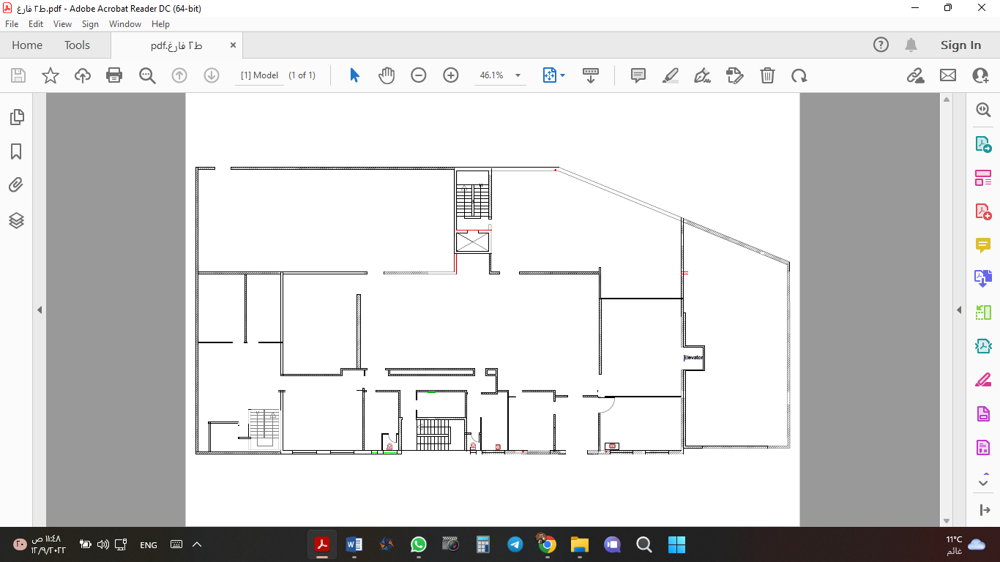 ط٢ فارغ.pdf - Adobe Acrobat Reader DC (64-bit)
File Edit View Sign Window Help
Home Tools ط٢ فارغ.pdf Sign In
[1] Model (1 of 1) 46.1%
Elevator
٢٠ ١١:٤٨ ص ENG 11°C
١٢/٩/٢٠٢٢ غائم